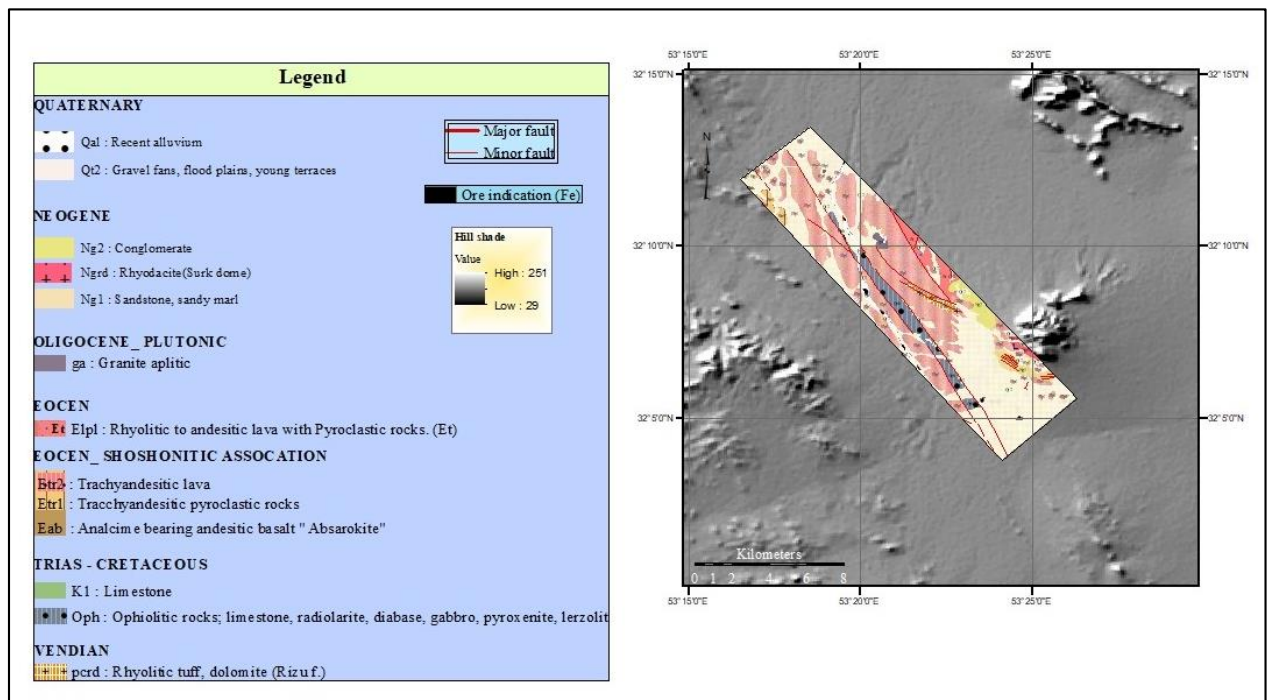 Legend
QUATERNARY
Qal : Recent alluvium
Qt2 : Gravel fans, flood plains, young terraces
Major fault
Minor fault
Ore indication (Fe)
NEOGENE
Ng2 : Conglomerate
Ngrd : Rhyodacite(Surk dome)
Ng1 : Sandstone, sandy marl
Hill shade
Value
High : 251
Low : 29
OLIGOCENE_ PLUTONIC
ga : Granite aplitic
EOCEN
Et Elpl : Rhyolitic to andesitic lava with Pyroclastic rocks. (Et)
EOCEN_ SHOSHONITIC ASSOCATION
Etr2 : Trachyandesitic lava
Etr1 : Tracchyandesitic pyroclastic rocks
Eab : Analcime bearing andesitic basalt " Absarokite"
TRIAS - CRETACEOUS
K1 : Limestone
Oph : Ophiolitic rocks; limestone, radiolarite, diabase, gabbro, pyroxenite, lerzolit
VENDIAN
pcrd : Rhyolitic tuff, dolomite (Rizu f.)
53°15'0"E 53°20'0"E 53°25'0"E
32°15'0"N 32°15'0"N
N
32°10'0"N 32°10'0"N
32°5'0"N 32°5'0"N
Kilometers
0 1 2 4 6 8
53°15'0"E 53°20'0"E 53°25'0"E